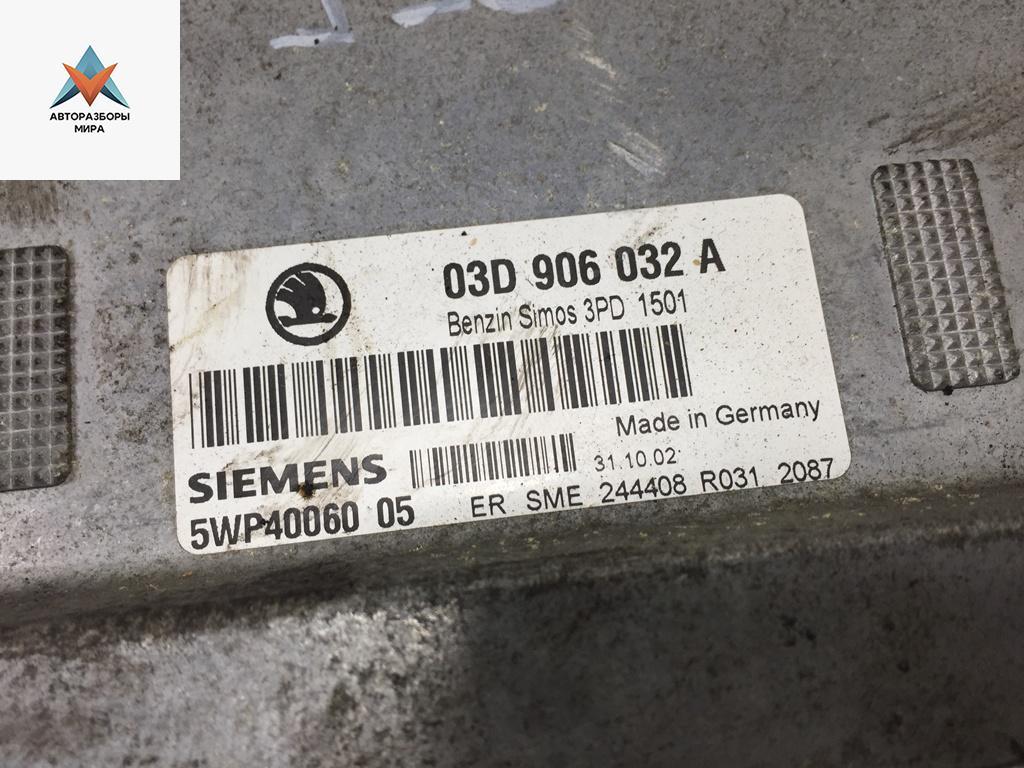 АВТОРАЗБОРЫ
МИРА
03D 906 032 A
Benzin Simos 3PD 1501
Made in Germany
SIEMENS
31.10.02
5WP40060 05
ER SME 244408 R031 2087